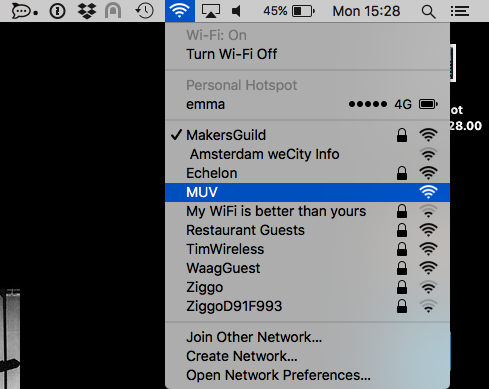 45% Mon 15:28
Wi-Fi: On
Turn Wi-Fi Off
Personal Hotspot
emma 4G
ot
✓ MakersGuild
28.00
Amsterdam weCity Info
Echelon
MUV
My WiFi is better than yours
Restaurant Guests
TimWireless
WaagGuest
Ziggo
ZiggoD91F993
Join Other Network...
Create Network...
Open Network Preferences...